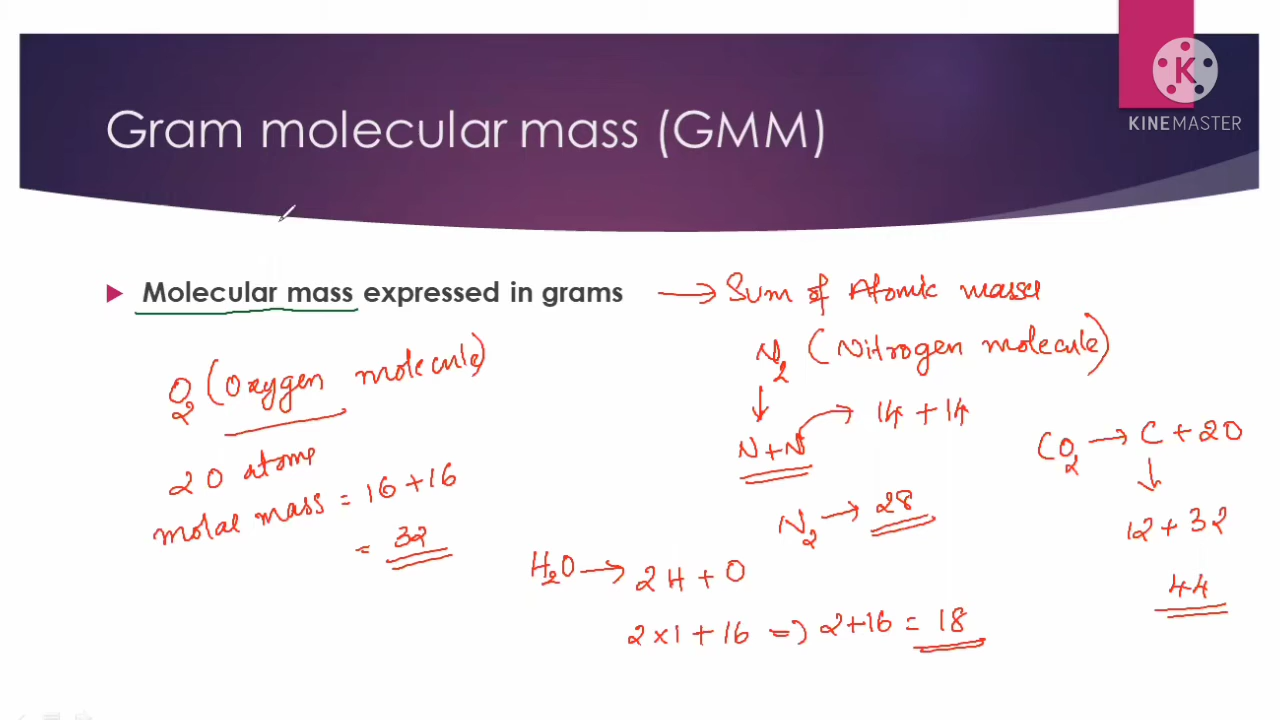 Gram molecular mass (GMM)
KINEMASTER
Molecular mass expressed in grams → Sum of Atomic masses
O2 (Oxygen molecule)
2 O atoms
molar mass = 16 + 16
= 32
N2 (Nitrogen molecule)
N + N → 14 + 14
N2 → 28
H2O → 2H + O
2 x 1 + 16 => 2 + 16 = 18
CO2 → C + 2O
12 + 32
44